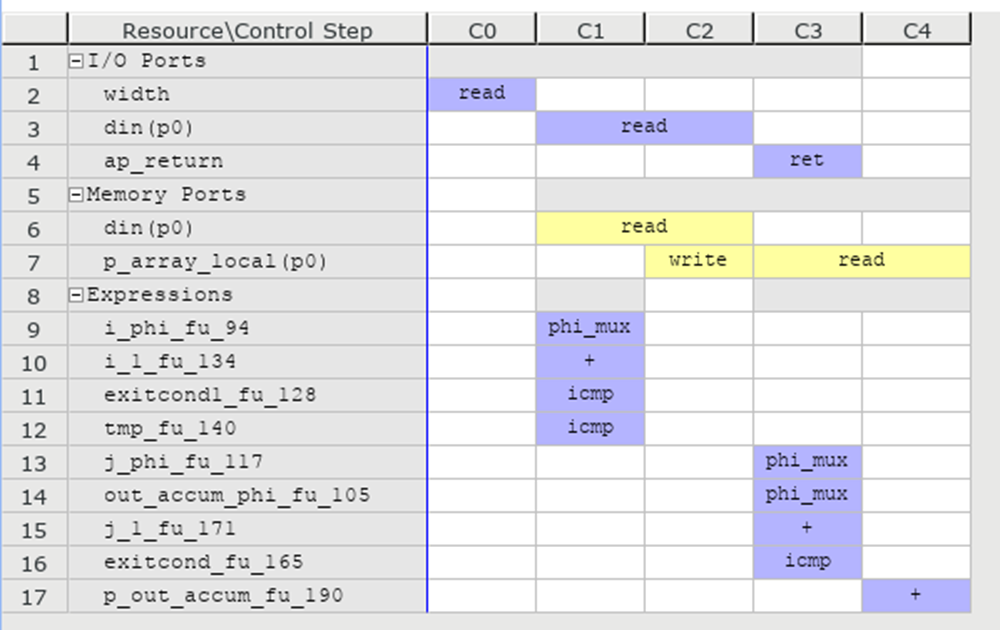 Resource\Control Step C0 C1 C2 C3 C4
1 I/O Ports
2 width read
3 din(p0) read
4 ap_return ret
5 Memory Ports
6 din(p0) read
7 p_array_local(p0) write read
8 Expressions
9 i_phi_fu_94 phi_mux
10 i_1_fu_134 +
11 exitcond1_fu_128 icmp
12 tmp_fu_140 icmp
13 j_phi_fu_117 phi_mux
14 out_accum_phi_fu_105 phi_mux
15 j_1_fu_171 +
16 exitcond_fu_165 icmp
17 p_out_accum_fu_190 +